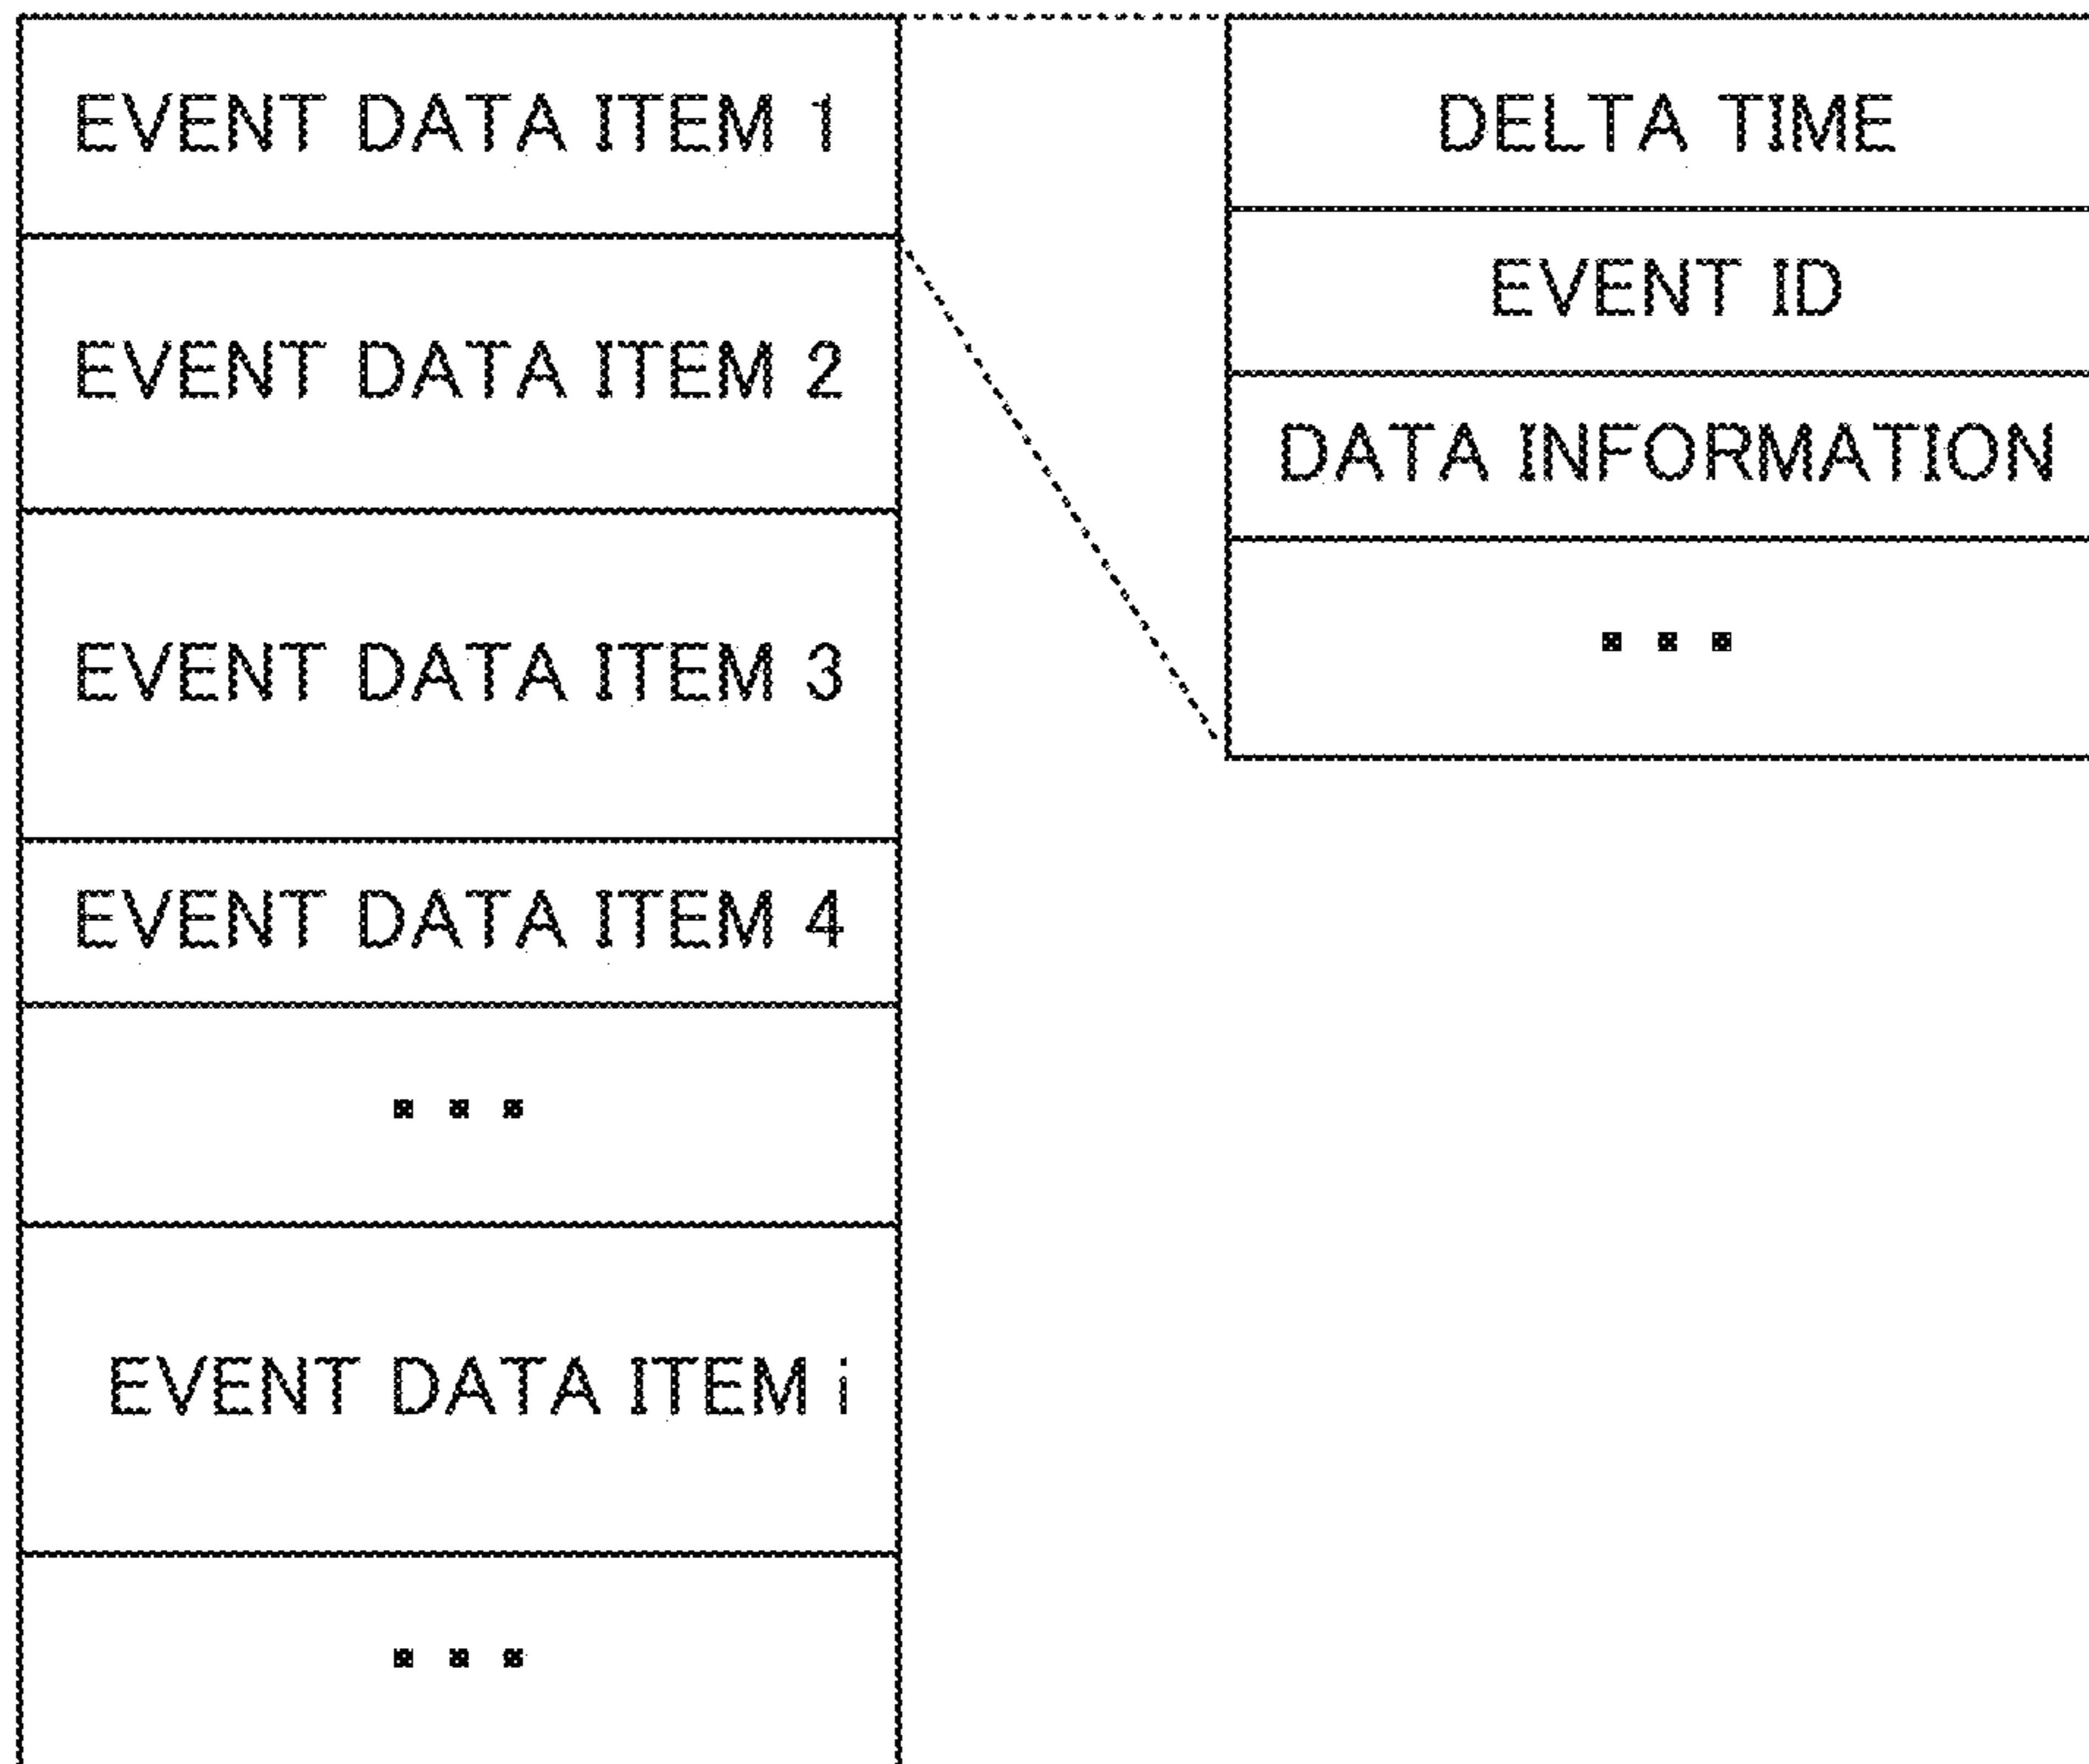 EVENT DATA ITEM 1
EVENT DATA ITEM 2
EVENT DATA ITEM 3
EVENT DATA ITEM 4
...
EVENT DATA ITEM i
...
DELTA TIME
EVENT ID
DATA INFORMATION
...